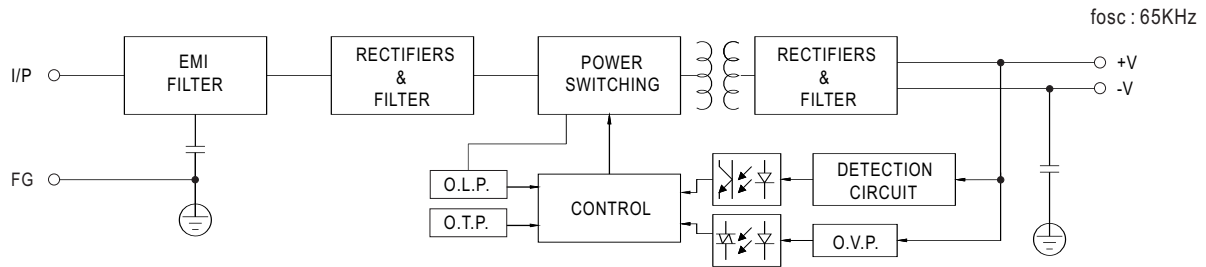 fosc : 65KHz
I/P
EMI
FILTER
RECTIFIERS
&
FILTER
POWER
SWITCHING
RECTIFIERS
&
FILTER
+V
-V
FG
O.L.P.
O.T.P.
CONTROL
DETECTION
CIRCUIT
O.V.P.